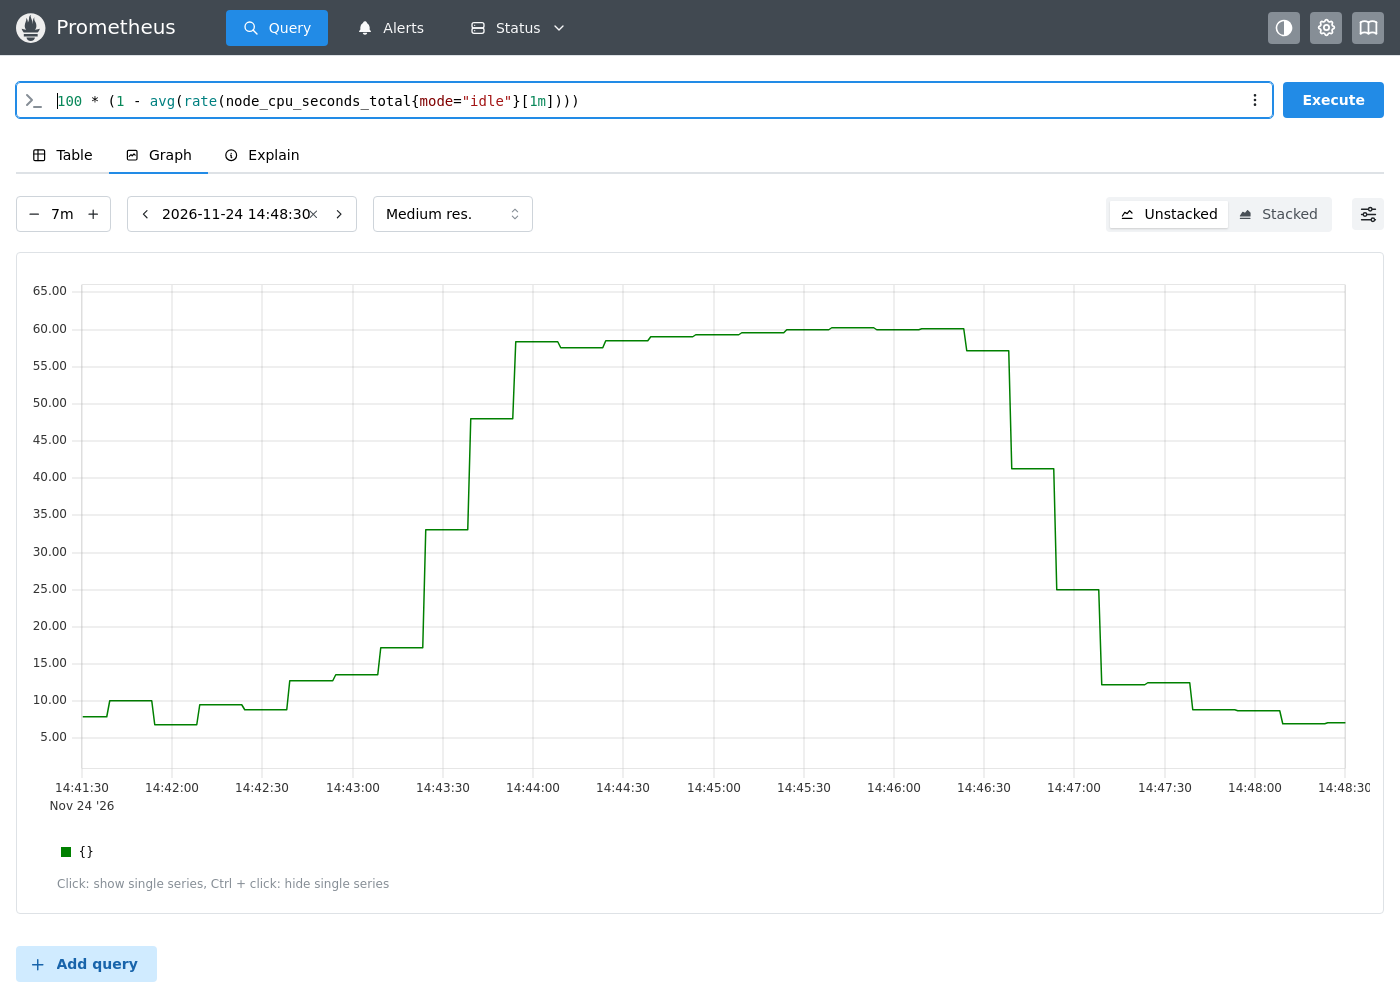 Prometheus
Query
Alerts
Status
100 * (1 - avg(rate(node_cpu_seconds_total{mode="idle"}[1m])))
Execute
Table
Graph
Explain
7m
2026-11-24 14:48:30
Medium res.
Unstacked
Stacked
65.00
60.00
55.00
50.00
45.00
40.00
35.00
30.00
25.00
20.00
15.00
10.00
5.00
14:41:30 14:42:00 14:42:30 14:43:00 14:43:30 14:44:00 14:44:30 14:45:00 14:45:30 14:46:00 14:46:30 14:47:00 14:47:30 14:48:00 14:48:30
Nov 24 '26
{}
Click: show single series, Ctrl + click: hide single series
Add query